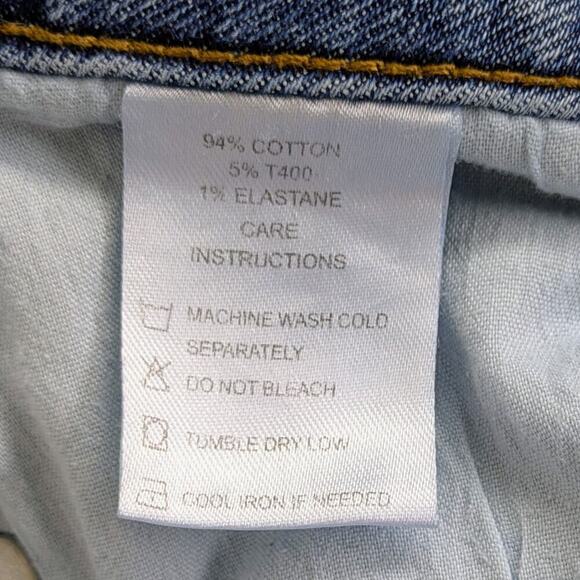 94% COTTON
5% T400
1% ELASTANE
CARE
INSTRUCTIONS
MACHINE WASH COLD
SEPARATELY
DO NOT BLEACH
TUMBLE DRY LOW
COOL IRON IF NEEDED